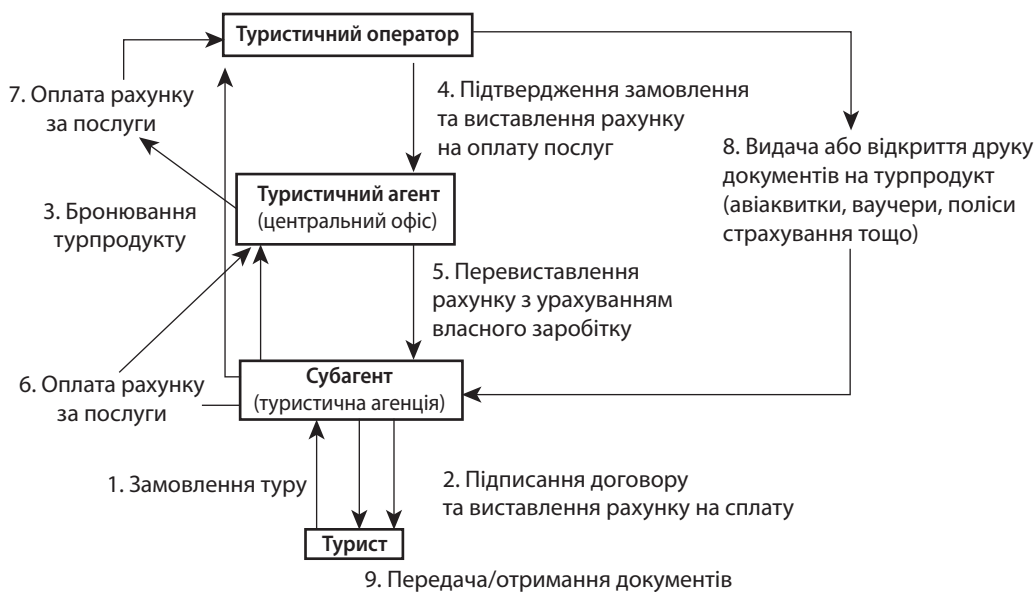 Туристичний оператор
7. Оплата рахунку
за послуги
4. Підтвердження замовлення
та виставлення рахунку
на оплату послуг
8. Видача або відкриття друку
документів на турпродукт
(авіаквитки, ваучери, поліси
страхування тощо)
Туристичний агент
(центральний офіс)
3. Бронювання
турпродукту
5. Перевиставлення
рахунку з урахуванням
власного заробітку
Субагент
(туристична агенція)
6. Оплата рахунку
за послуги
1. Замовлення туру
2. Підписання договору
та виставлення рахунку на сплату
Турист
9. Передача/отримання документів